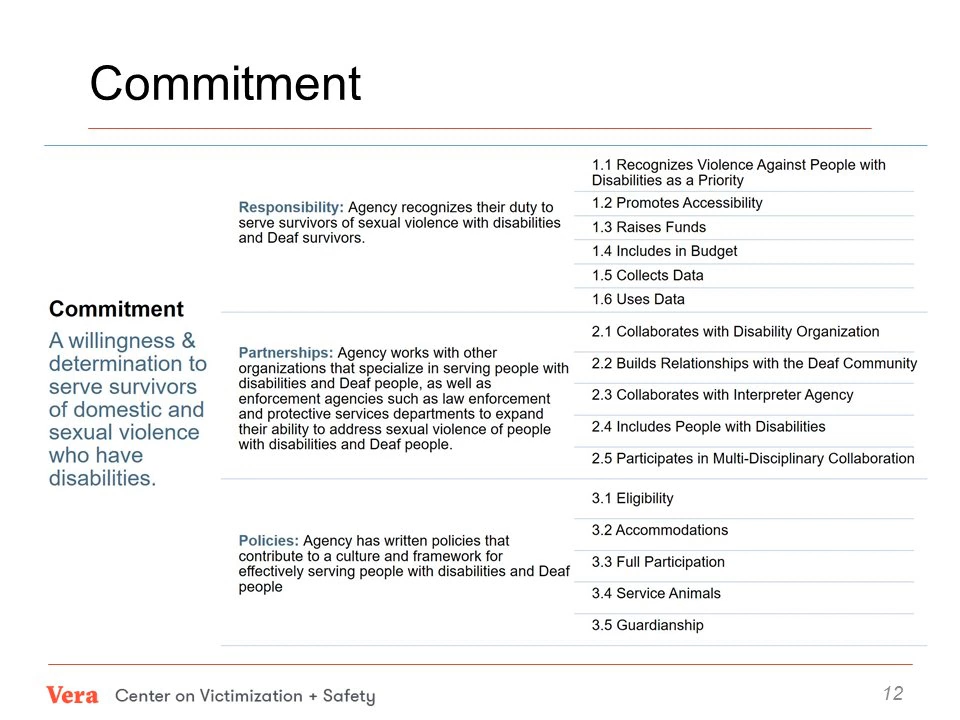 Commitment
Commitment
A willingness &
determination to
serve survivors
of domestic and
sexual violence
who have
disabilities.
Responsibility: Agency recognizes their duty to
serve survivors of sexual violence with disabilities
and Deaf survivors.
1.1 Recognizes Violence Against People with
Disabilities as a Priority
1.2 Promotes Accessibility
1.3 Raises Funds
1.4 Includes in Budget
1.5 Collects Data
1.6 Uses Data
Partnerships: Agency works with other
organizations that specialize in serving people with
disabilities and Deaf people, as well as
enforcement agencies such as law enforcement
and protective services departments to expand
their ability to address sexual violence of people
with disabilities and Deaf people.
2.1 Collaborates with Disability Organization
2.2 Builds Relationships with the Deaf Community
2.3 Collaborates with Interpreter Agency
2.4 Includes People with Disabilities
2.5 Participates in Multi-Disciplinary Collaboration
Policies: Agency has written policies that
contribute to a culture and framework for
effectively serving people with disabilities and Deaf
people
3.1 Eligibility
3.2 Accommodations
3.3 Full Participation
3.4 Service Animals
3.5 Guardianship
Vera Center on Victimization + Safety
12